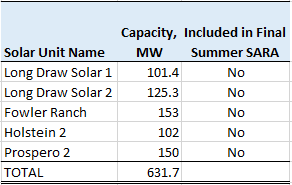 Capacity, Included in Final
Solar Unit Name MW Summer SARA
Long Draw Solar 1 101.4 No
Long Draw Solar 2 125.3 No
Fowler Ranch 153 No
Holstein 2 102 No
Prospero 2 150 No
TOTAL 631.7